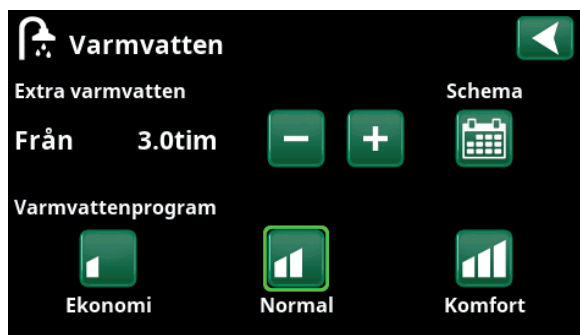 Varmvatten
Extra varmvatten Schema
Från 3.0tim
Varmvattenprogram
Ekonomi Normal Komfort